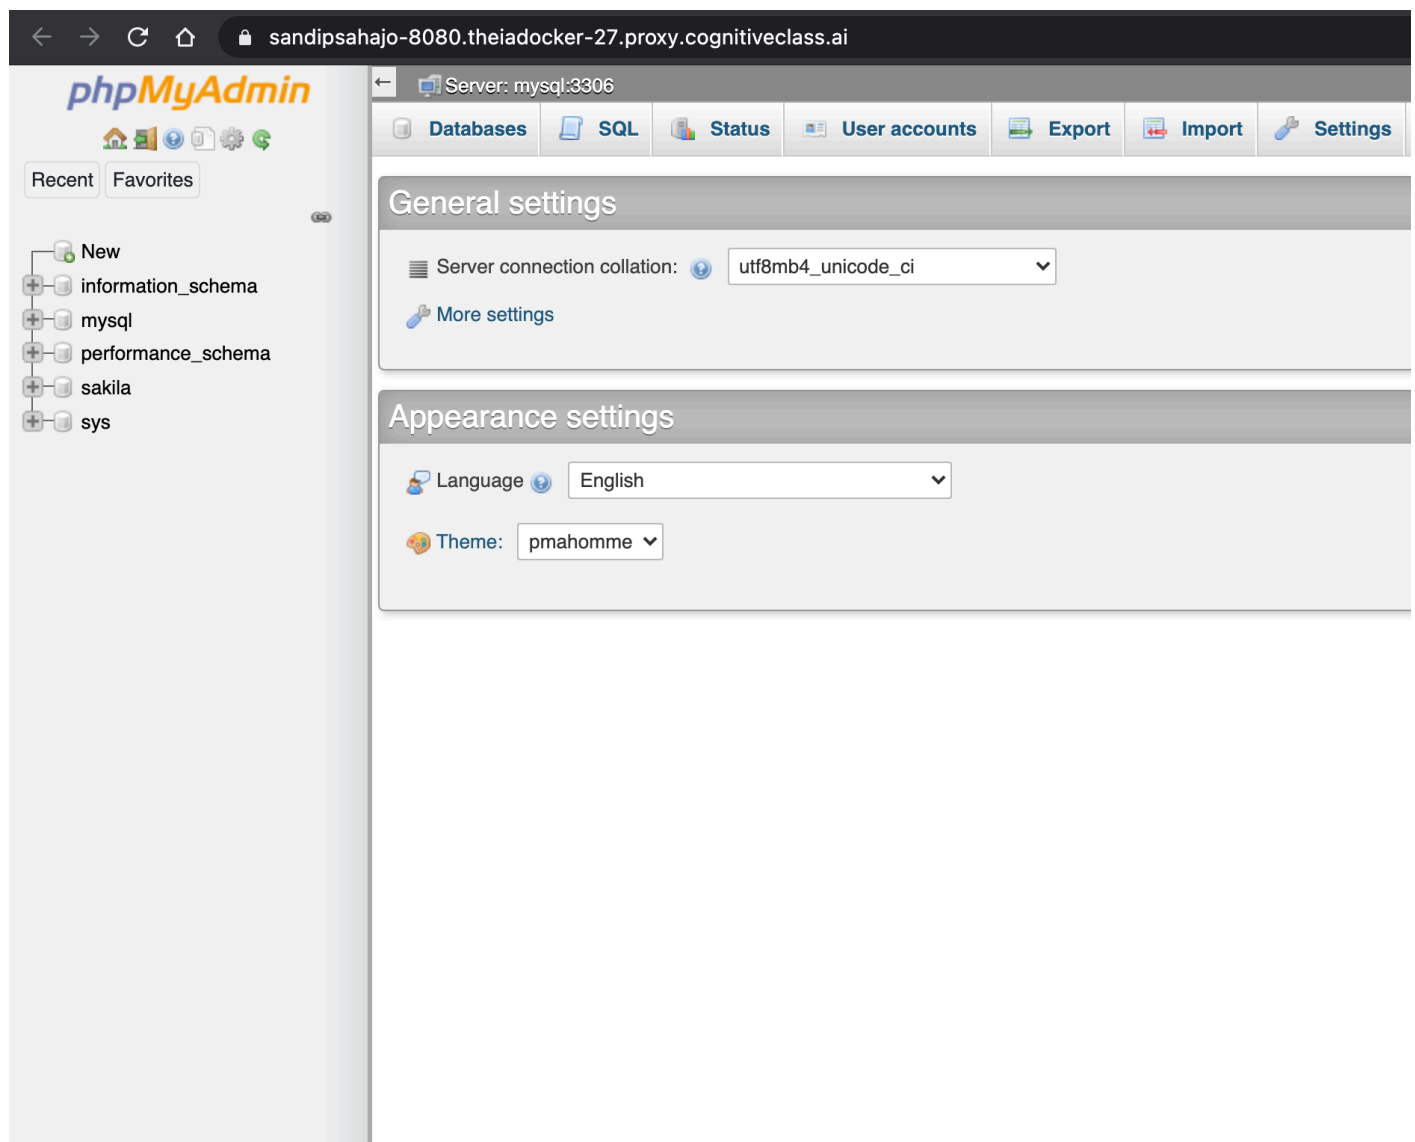 sandipsahajo-8080.theiadocker-27.proxy.cognitiveclass.ai
phpMyAdmin
Recent Favorites
New
information_schema
mysql
performance_schema
sakila
sys
Server: mysql:3306
Databases SQL Status User accounts Export Import Settings
General settings
Server connection collation: utf8mb4_unicode_ci
More settings
Appearance settings
Language English
Theme: pmahomme